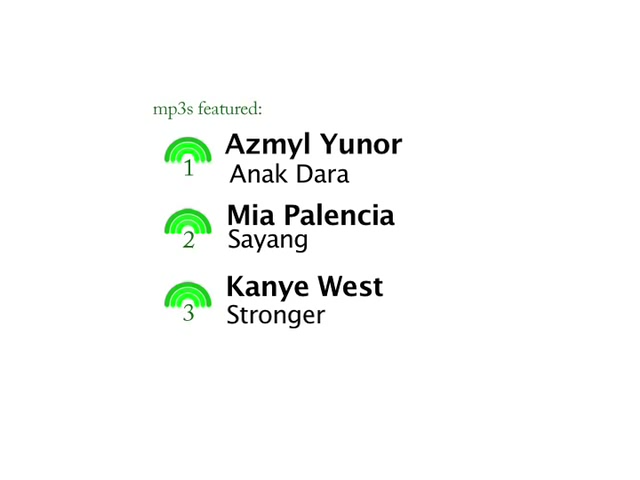 mp3s featured:
1
Azmyl Yunor
Anak Dara
2
Mia Palencia
Sayang
3
Kanye West
Stronger